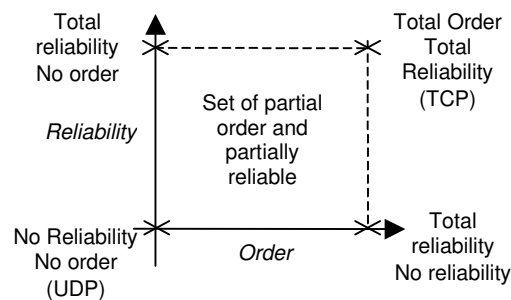 Total
reliability
No order
Total Order
Total
Reliability
(TCP)
Set of partial
order and
partially
reliable
Reliability
No Reliability
No order
(UDP)
Order
Total
reliability
No reliability